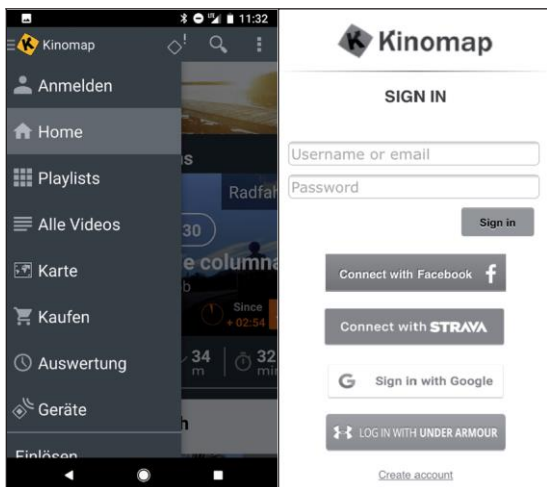 11:32
Kinomap
Anmelden
Home
Playlists
Alle Videos
Karte
Kaufen
Auswertung
Geräte
Einlösen
s
Radfah
30
e columna
b
Since
+ 02:54
34
m
32
min
h
Kinomap
SIGN IN
Username or email
Password
Sign in
Connect with Facebook f
Connect with STRAVA
G Sign in with Google
LOG IN WITH UNDER ARMOUR
Create account